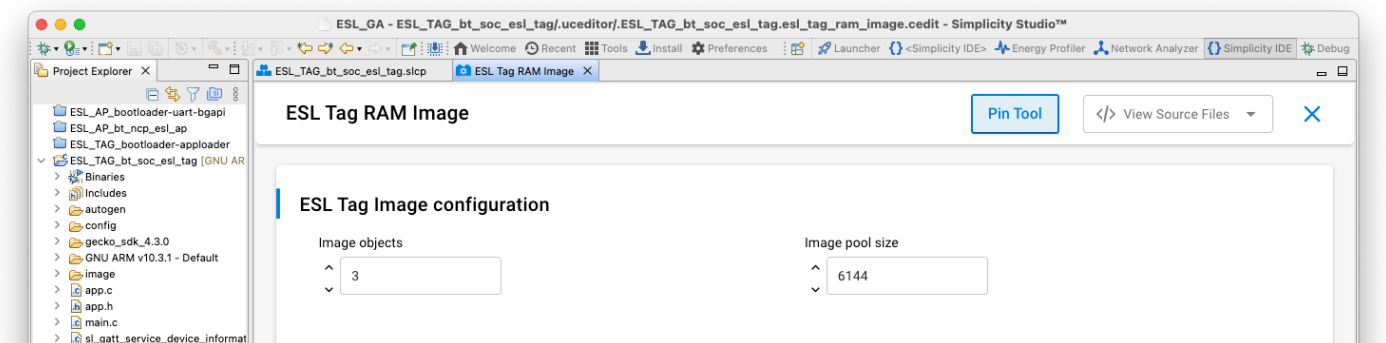 ESL_GA - ESL_TAG_bt_soc_esl_tag/.uceditor/.ESL_TAG_bt_soc_esl_tag.esl_tag_ram_image.cedit - Simplicity Studio™
Welcome Recent Tools Install Preferences Launcher <Simplicity IDE> Energy Profiler Network Analyzer Simplicity IDE Debug
Project Explorer ESL_TAG_bt_soc_esl_tag.slcp ESL Tag RAM Image
ESL_AP_bootloader-uart-bgapi
ESL_AP_bt_ncp_esl_ap
ESL_TAG_bootloader-apploader
ESL_TAG_bt_soc_esl_tag [GNU AR
Binaries
Includes
autogen
config
gecko_sdk_4.3.0
GNU ARM v10.3.1 - Default
image
app.c
app.h
main.c
sl_gatt_service_device_informat
ESL Tag RAM Image
Pin Tool
View Source Files
ESL Tag Image configuration
Image objects
3
Image pool size
6144